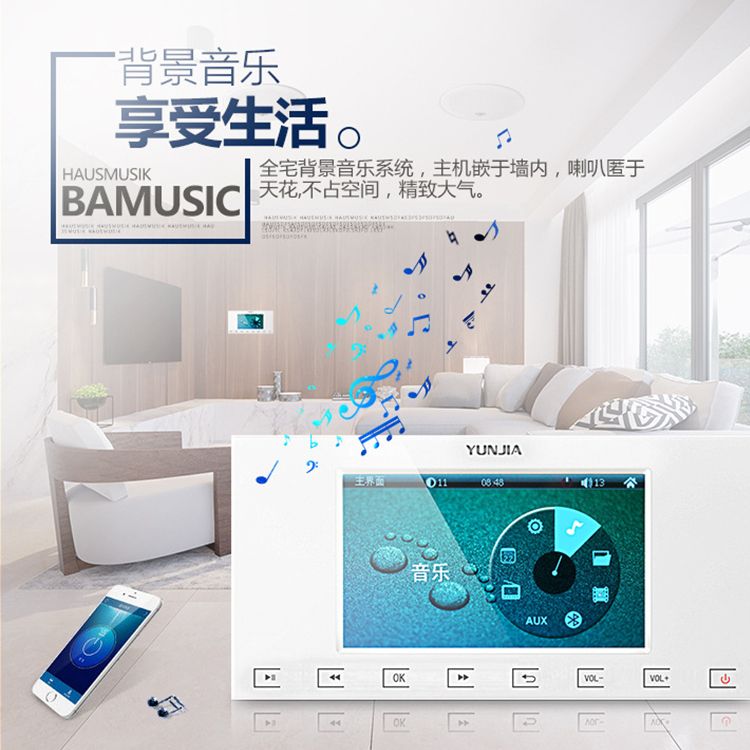 背景音乐
享受生活
HAUSMUSIK
BAMUSIC
全宅背景音乐系统，主机嵌于墙内，喇叭匿于
天花,不占空间，精致大气。
YUNJIA
主界面 11 08:48 13
音乐
AUX
OK VOL- VOL+